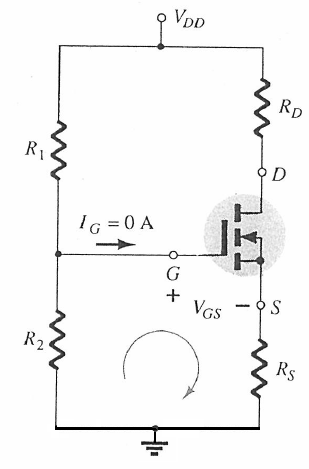 V_DD
R_D
R_1
D
I_G = 0 A
G
+
V_GS
−
S
R_2
R_S